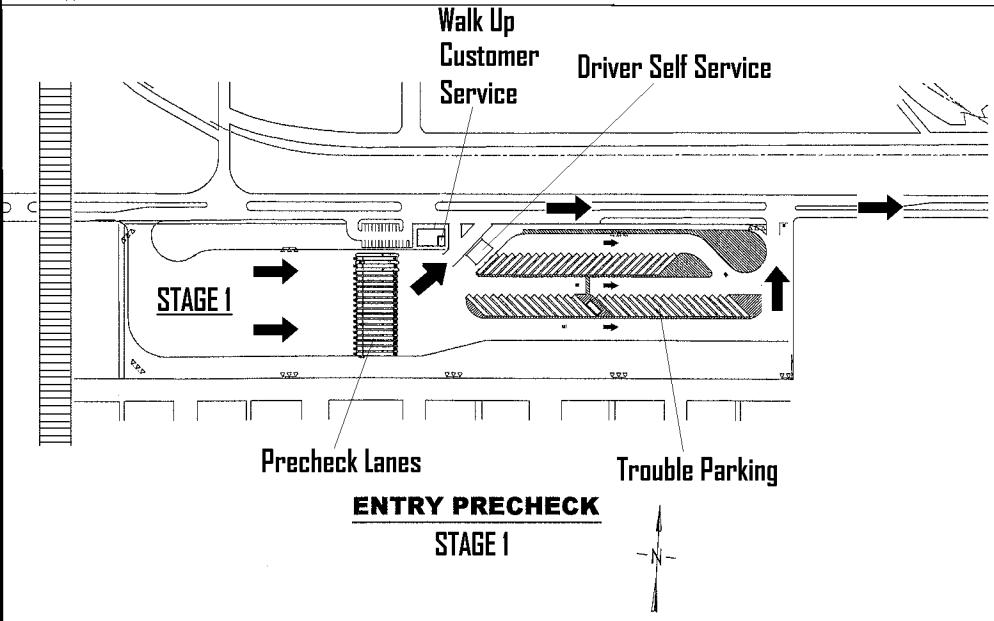 Walk Up
Customer
Service
Driver Self Service
STAGE 1
Precheck Lanes
Trouble Parking
ENTRY PRECHECK
STAGE 1
N